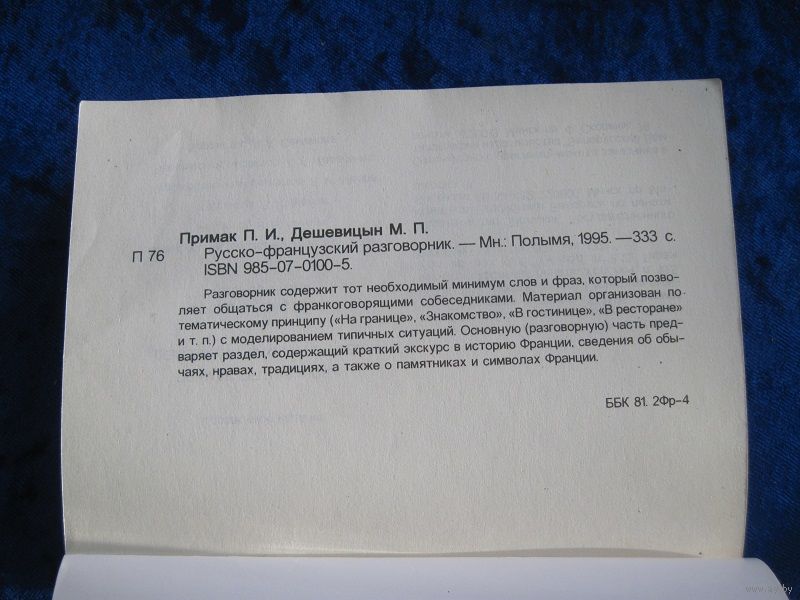 Примак П. И., Дешевицын М. П.
П 76 Русско-французский разговорник. — Мн.: Полымя, 1995. —333 с.
ISBN 985-07-0100-5.
Разговорник содержит тот необходимый минимум слов и фраз, который позво-
ляет общаться с франкоговорящими собеседниками. Материал организован по
тематическому принципу («На границе», «Знакомство», «В гостинице», «В ресторане»
и т. п.) с моделированием типичных ситуаций. Основную (разговорную) часть пред-
варяет раздел, содержащий краткий экскурс в историю Франции, сведения об обы-
чаях, нравах, традициях, а также о памятниках и символах Франции.
ББК 81. 2Фр-4